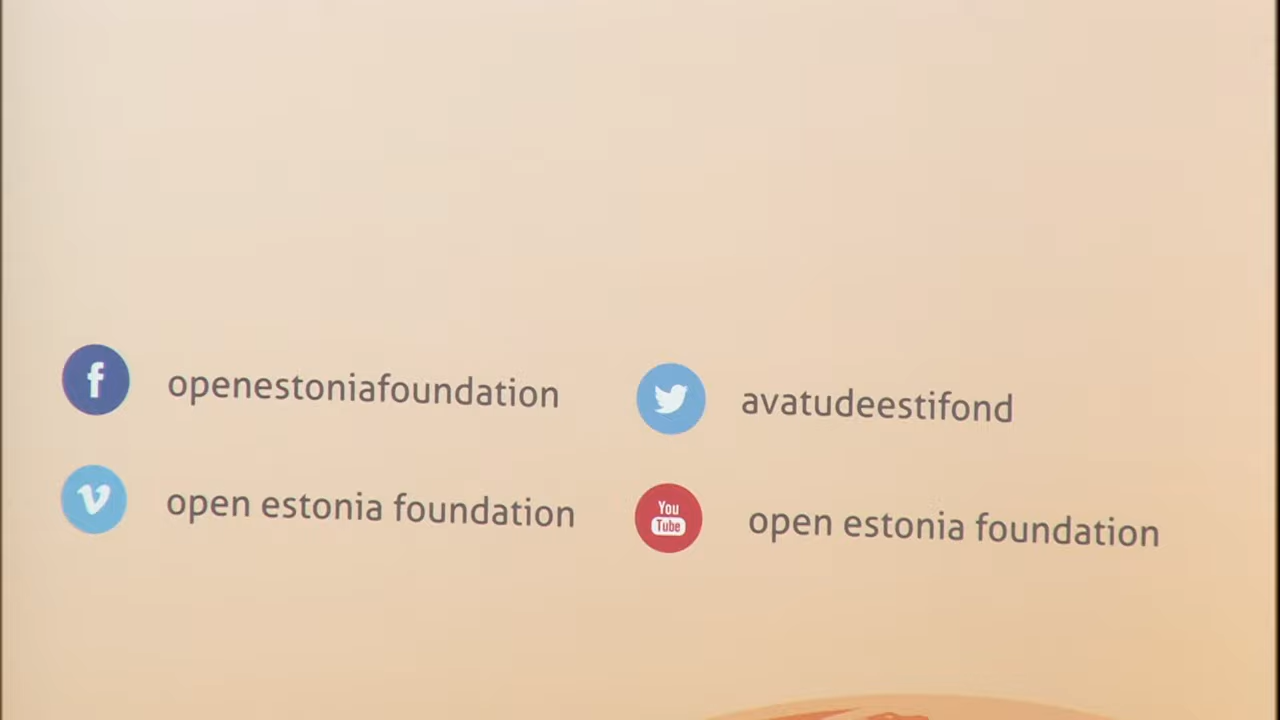 openestoniafoundation
avatudeestifond
open estonia foundation
You
Tube
open estonia foundation